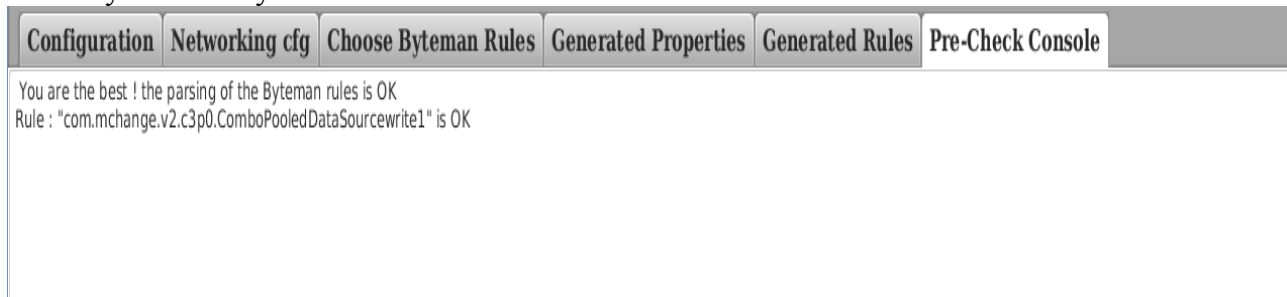 Configuration Networking cfg Choose Byteman Rules Generated Properties Generated Rules Pre-Check Console
You are the best ! the parsing of the Byteman rules is OK
Rule : "com.mchange.v2.c3p0.ComboPooledDataSourcewrite1" is OK